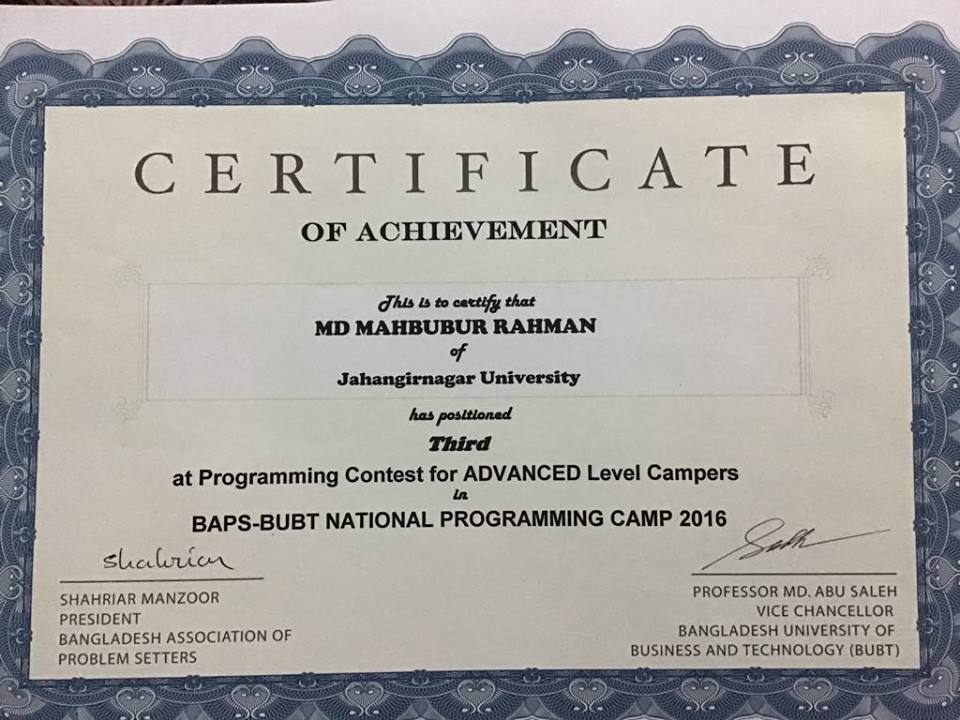 CERTIFICATE
OF ACHIEVEMENT
This is to certify that
MD MAHBUBUR RAHMAN
of
Jahangirnagar University
has positioned
Third
at Programming Contest for ADVANCED Level Campers
in
BAPS-BUBT NATIONAL PROGRAMMING CAMP 2016
Shahriar
SHAHRIAR MANZOOR
PRESIDENT
BANGLADESH ASSOCIATION OF
PROBLEM SETTERS
PROFESSOR MD. ABU SALEH
VICE CHANCELLOR
BANGLADESH UNIVERSITY OF
BUSINESS AND TECHNOLOGY (BUBT)